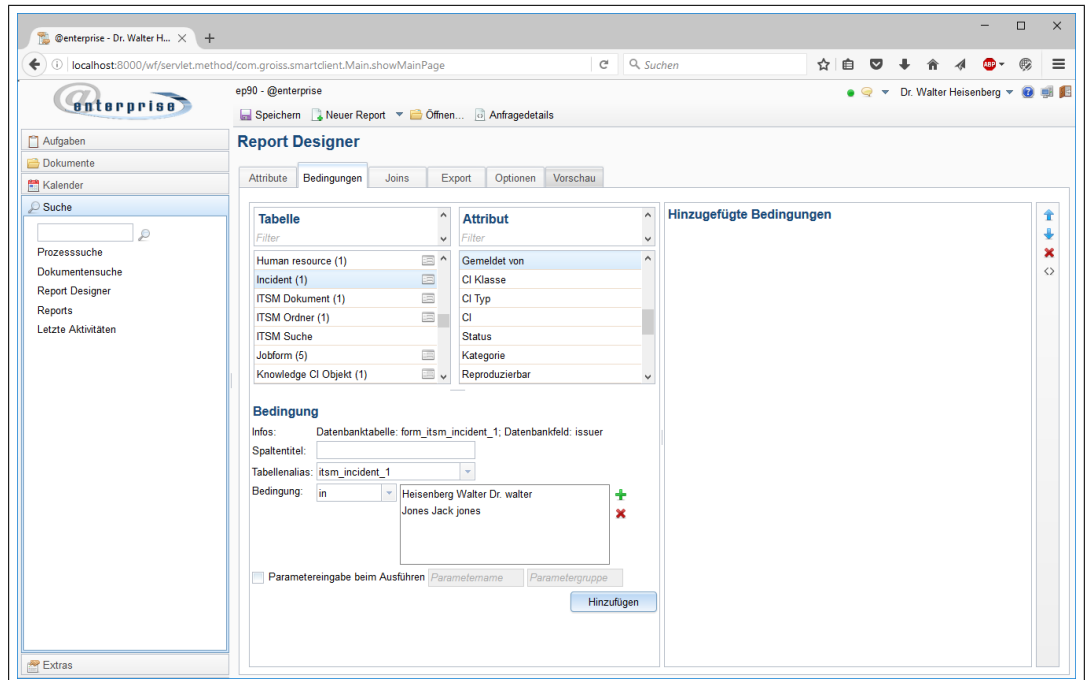 @enterprise - Dr. Walter H...
localhost:8000/wf/servlet.method/com.groiss.smartclient.Main.showMainPage
Suchen
ABP
@enterprise
ep90 - @enterprise
Dr. Walter Heisenberg
Speichern Neuer Report Öffnen... Anfragedetails
Aufgaben
Dokumente
Kalender
Suche
Prozesssuche
Dokumentensuche
Report Designer
Reports
Letzte Aktivitäten
Extras
Report Designer
Attribute Bedingungen Joins Export Optionen Vorschau
Tabelle
Filter
Human resource (1)
Incident (1)
ITSM Dokument (1)
ITSM Ordner (1)
ITSM Suche
Jobform (5)
Knowledge CI Objekt (1)
Attribut
Filter
Gemeldet von
CI Klasse
CI Typ
CI
Status
Kategorie
Reproduzierbar
Bedingung
Infos: Datenbanktabelle: form_itsm_incident_1; Datenbankfeld: issuer
Spaltentitel:
Tabellenalias: itsm_incident_1
Bedingung: in
Heisenberg Walter Dr. walter
Jones Jack jones
Parametereingabe beim Ausführen Parametername Parametergruppe
Hinzufügen
Hinzugefügte Bedingungen